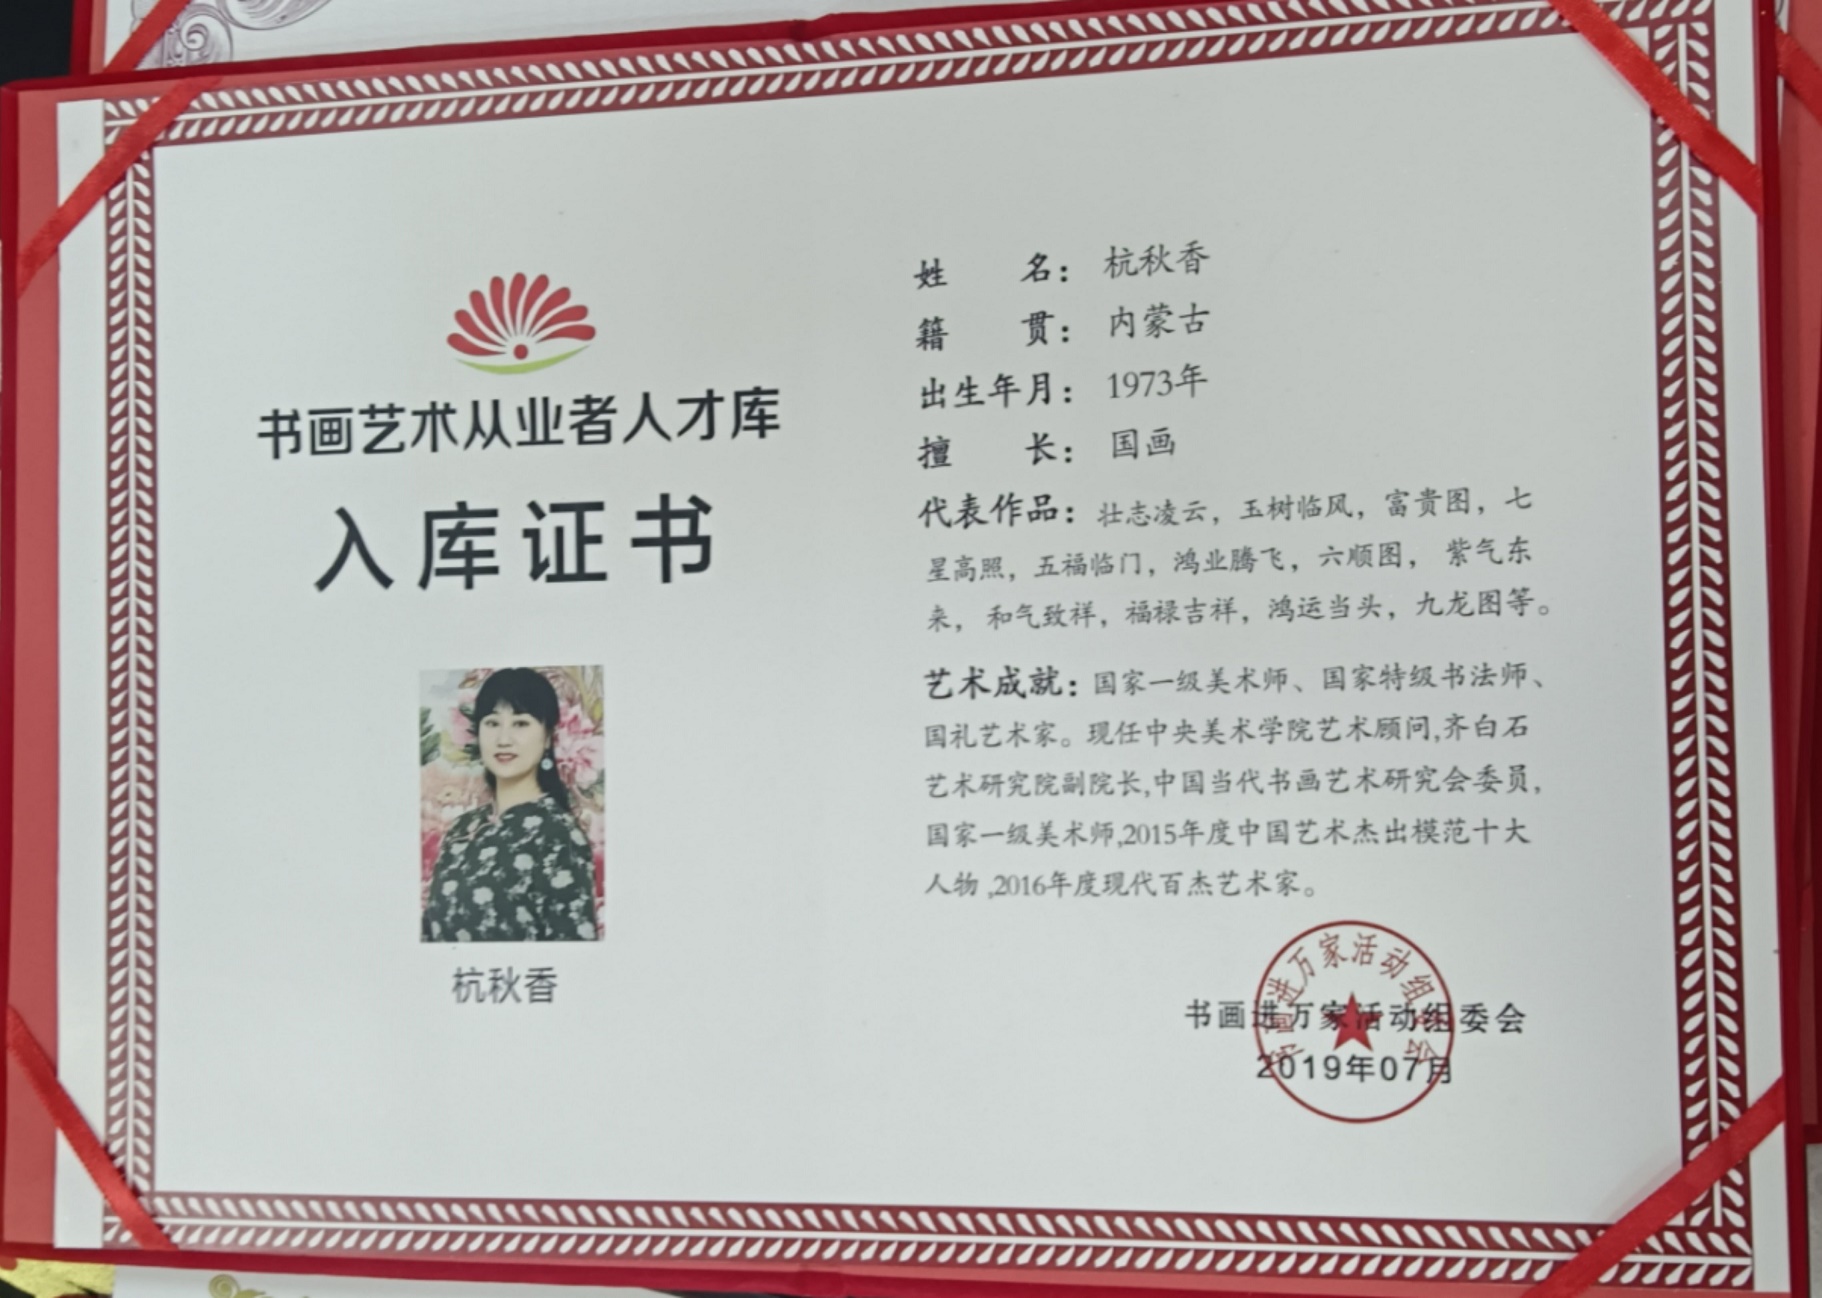 书画艺术从业者人才库
入库证书
杭秋香
姓名：杭秋香
籍贯：内蒙古
出生年月：1973年
擅长：国画
代表作品：壮志凌云，玉树临风，富贵图，七
星高照，五福临门，鸿业腾飞，六顺图， 紫气东
来， 和气致祥，福禄吉祥，鸿运当头，九龙图等。
艺术成就：国家一级美术师、国家特级书法师、
国礼艺术家。现任中央美术学院艺术顾问,齐白石
艺术研究院副院长,中国当代书画艺术研究会委员,
国家一级美术师,2015年度中国艺术杰出模范十大
人物 ,2016年度现代百杰艺术家。
书画进万家活动组委会
书画进万家活动组委会
2019年07月